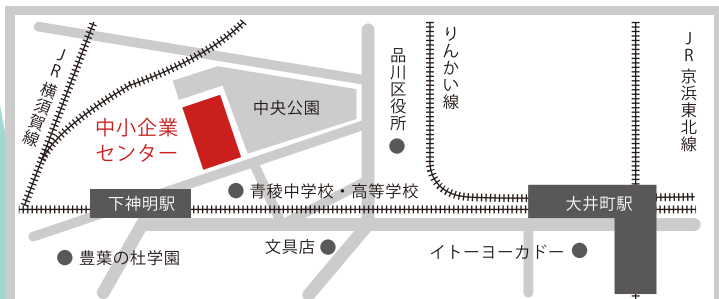 JR横須賀線
中小企業
センター
中央公園
品川区役所
りんかい線
JR京浜東北線
下神明駅
青稜中学校・高等学校
大井町駅
豊葉の杜学園
文具店
イトーヨーカドー